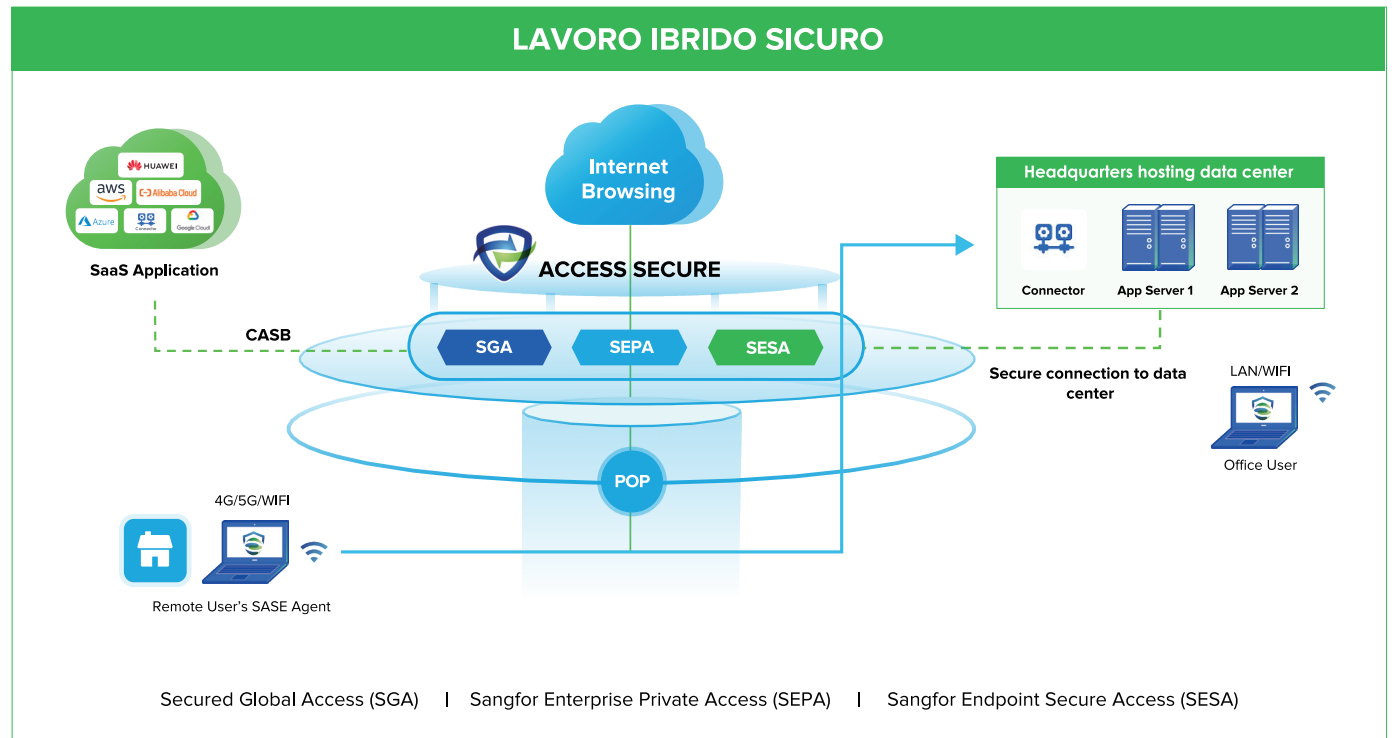 LAVORO IBRIDO SICURO
HUAWEI
aws
Alibaba Cloud
Azure
Connector
Google Cloud
SaaS Application
Internet
Browsing
Headquarters hosting data center
Connector
App Server 1
App Server 2
ACCESS SECURE
CASB
SGA
SEPA
SESA
Secure connection to data
center
LAN/WIFI
Office User
POP
4G/5G/WIFI
Remote User's SASE Agent
Secured Global Access (SGA) | Sangfor Enterprise Private Access (SEPA) | Sangfor Endpoint Secure Access (SESA)